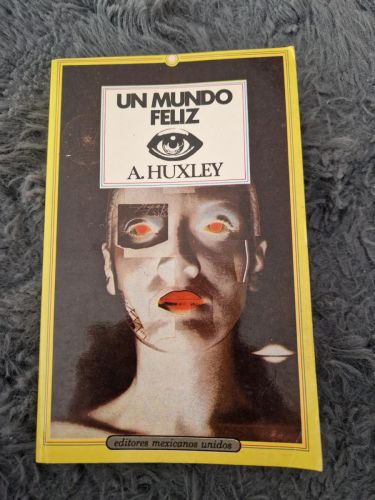 UN MUNDO
FELIZ
A. HUXLEY
editores mexicanos unidos